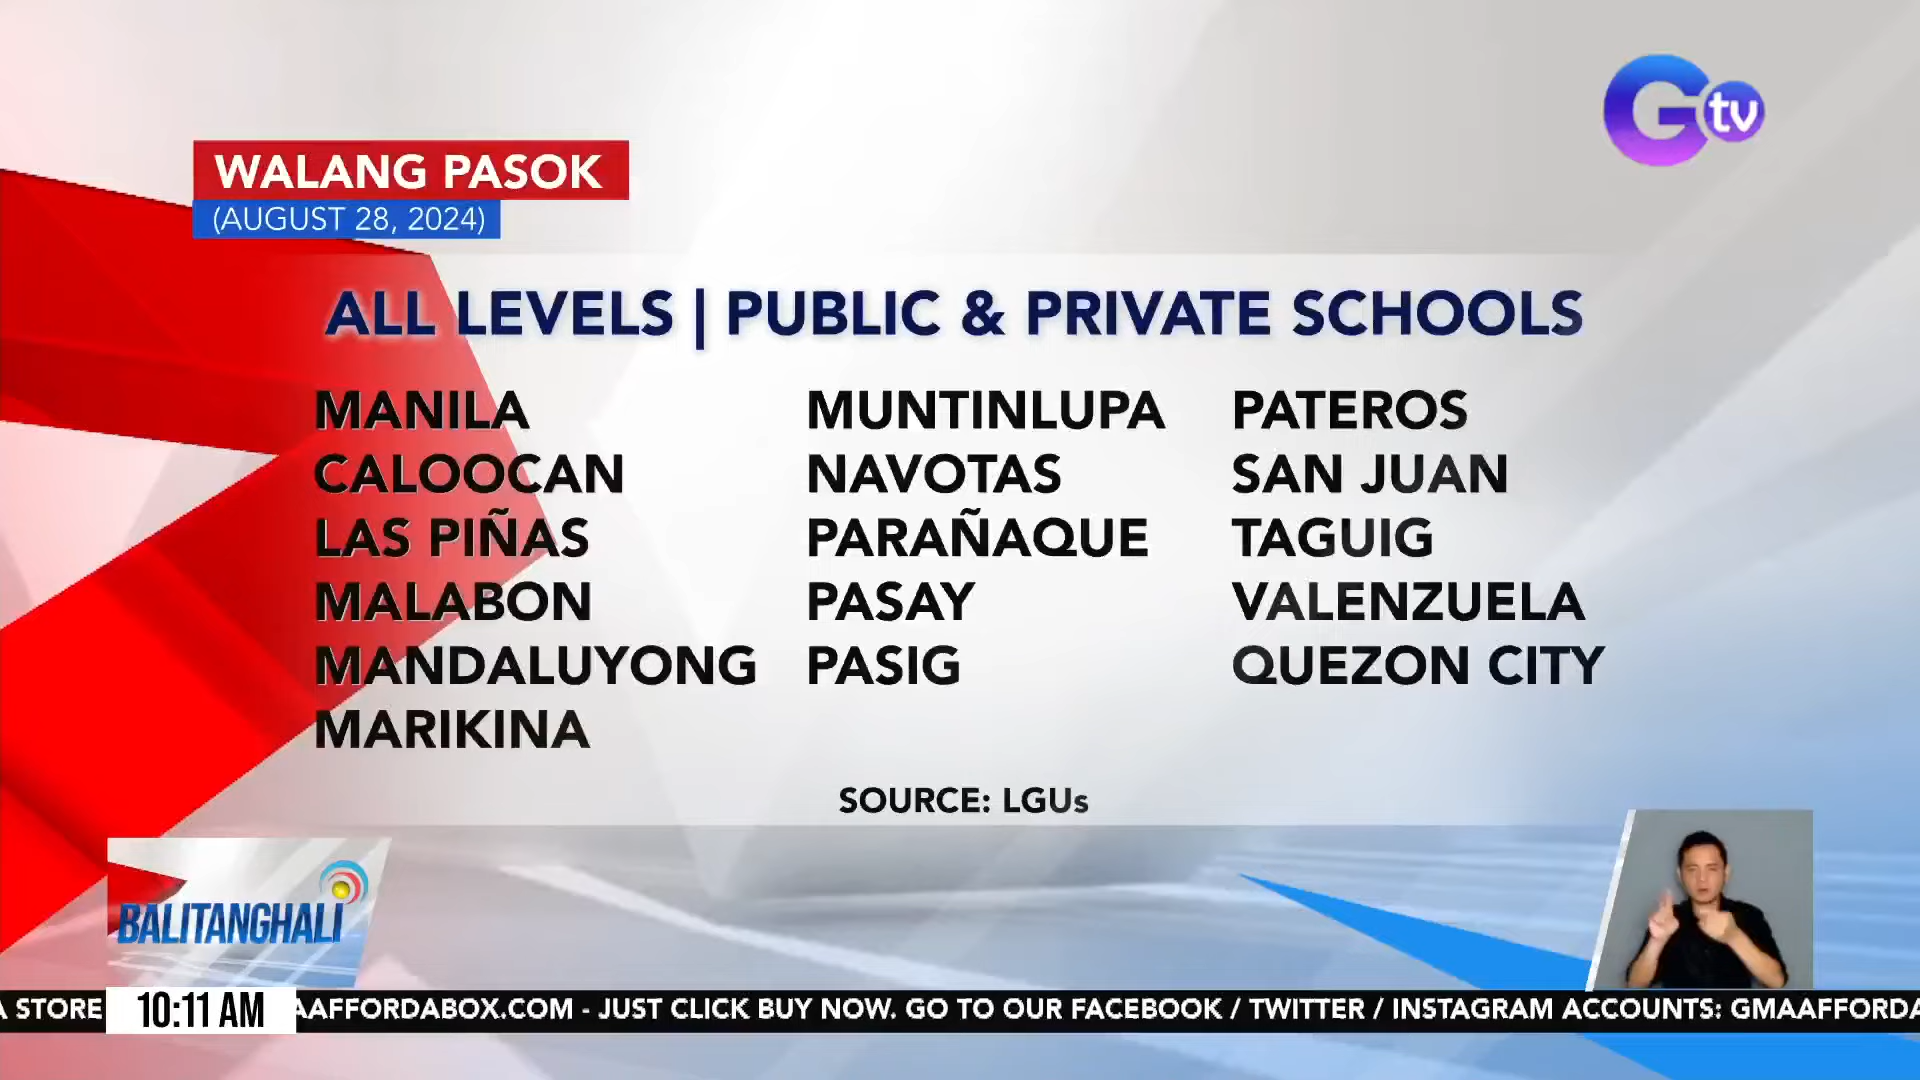 Gtv
WALANG PASOK
(AUGUST 28, 2024)
ALL LEVELS | PUBLIC & PRIVATE SCHOOLS
MANILA
CALOOCAN
LAS PIÑAS
MALABON
MANDALUYONG
MARIKINA
MUNTINLUPA
NAVOTAS
PARAÑAQUE
PASAY
PASIG
PATEROS
SAN JUAN
TAGUIG
VALENZUELA
QUEZON CITY
SOURCE: LGUs
BALITANGHALI
10:11 AM
A STORE AAFFORDABOX.COM - JUST CLICK BUY NOW. GO TO OUR FACEBOOK / TWITTER / INSTAGRAM ACCOUNTS: GMAAFFORDA